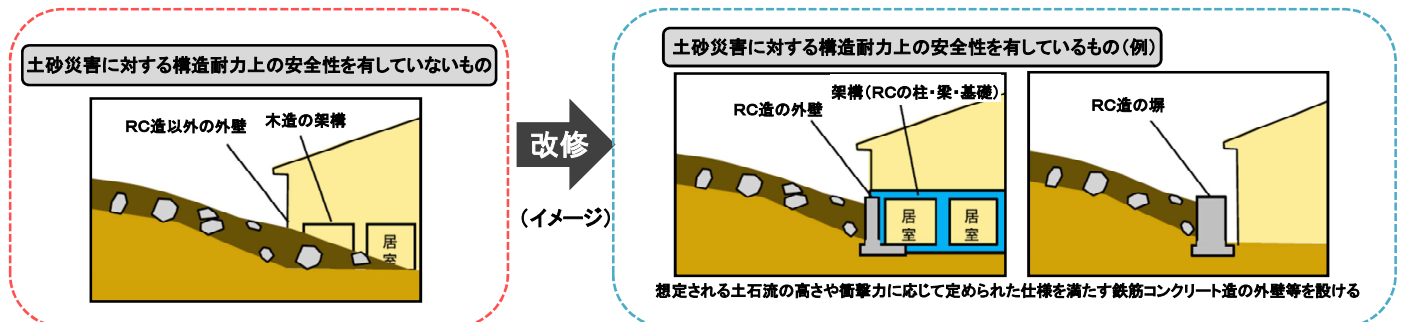 土砂災害に対する構造耐力上の安全性を有していないもの
RC造以外の外壁
木造の架構
居
室
改修
(イメージ)
土砂災害に対する構造耐力上の安全性を有しているもの(例)
RC造の外壁
架構(RCの柱・梁・基礎)
居
室
居
室
RC造の塀
想定される土石流の高さや衝撃力に応じて定められた仕様を満たす鉄筋コンクリート造の外壁等を設ける